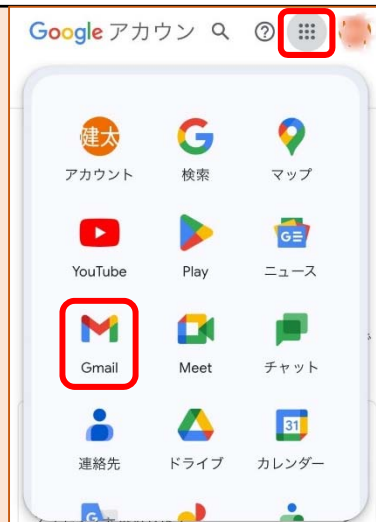 Google アカウン
健太
アカウント
検索
マップ
YouTube
Play
ニュース
Gmail
Meet
チャット
31
連絡先
ドライブ
カレンダー